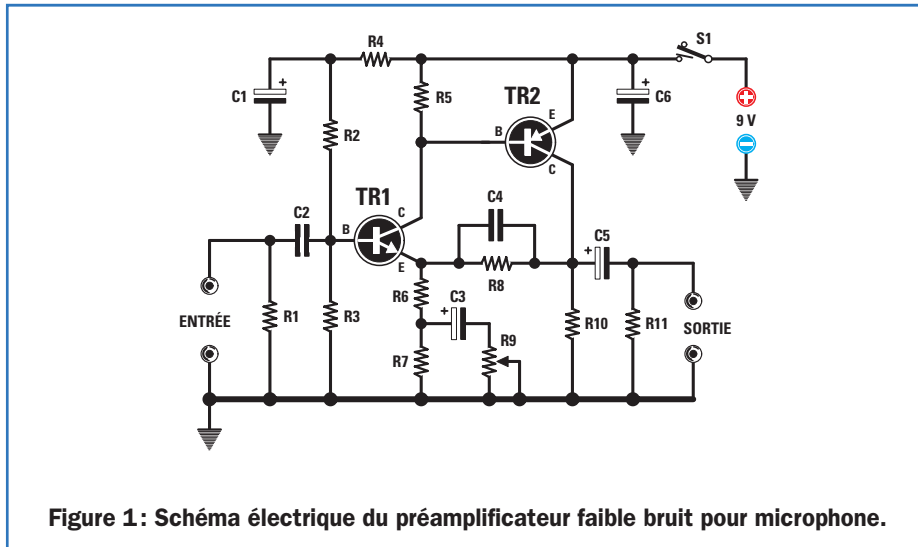 R4
S1
C1
+
R2
R5
TR2
E
B
C
+
C6
9 V
TR1
C2
B
C
E
C4
R8
+
C5
ENTRÉE
R1
R3
R6
+
C3
R7
R9
R10
R11
SORTIE
Figure 1: Schéma électrique du préamplificateur faible bruit pour microphone.